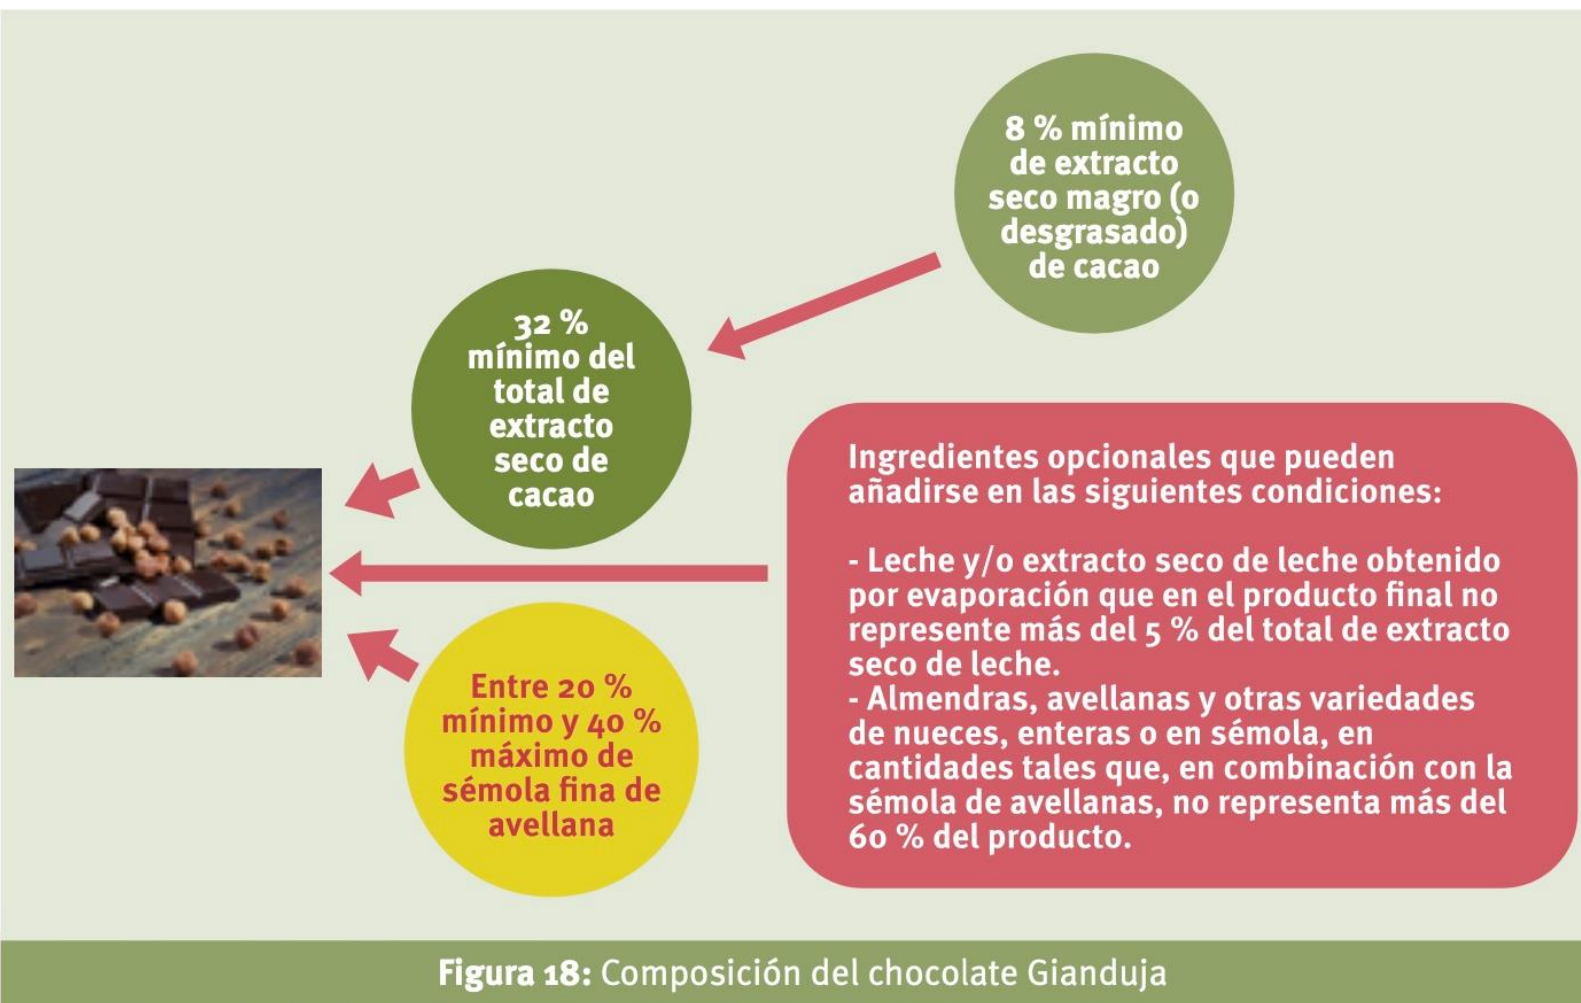 8 % mínimo
de extracto
seco magro (o
desgrasado)
de cacao
32 %
mínimo del
total de
extracto
seco de
cacao
Ingredientes opcionales que pueden
añadirse en las siguientes condiciones:
- Leche y/o extracto seco de leche obtenido
por evaporación que en el producto final no
represente más del 5 % del total de extracto
seco de leche.
- Almendras, avellanas y otras variedades
de nueces, enteras o en sémola, en
cantidades tales que, en combinación con la
sémola de avellanas, no representa más del
60 % del producto.
Entre 20 %
mínimo y 40 %
máximo de
sémola fina de
avellana
Figura 18: Composición del chocolate Gianduja